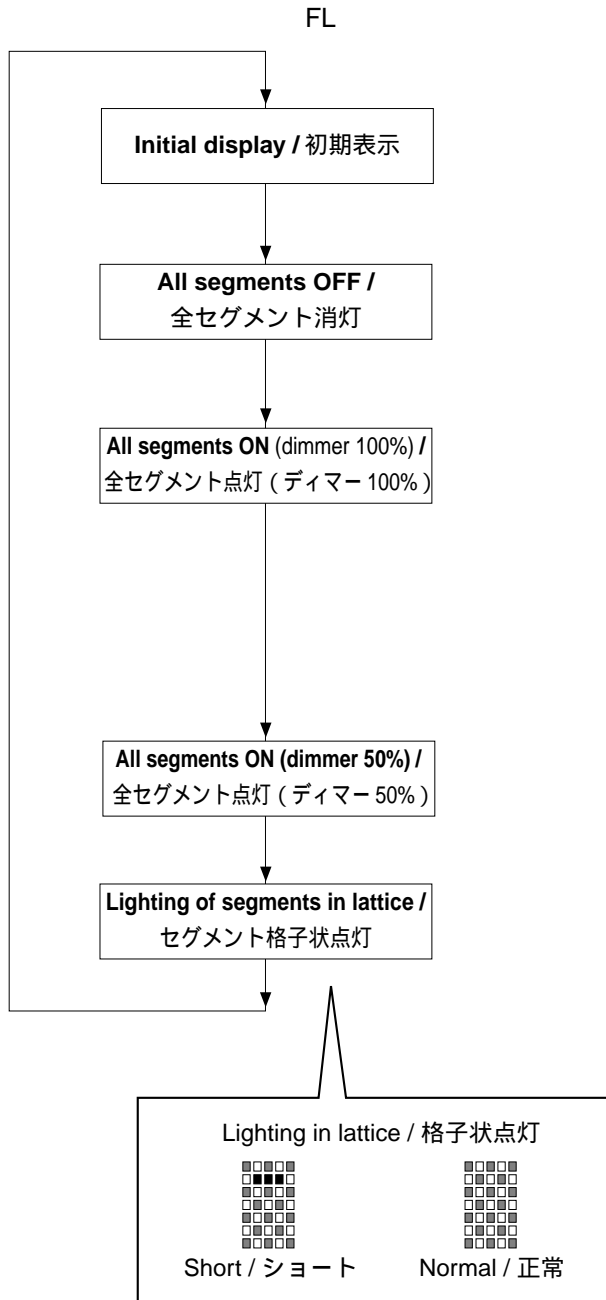 FL
Initial display / 初期表示
All segments OFF /
全セグメント消灯
All segments ON (dimmer 100%) /
全セグメント点灯（ディマー 100%）
All segments ON (dimmer 50%) /
全セグメント点灯（ディマー 50%）
Lighting of segments in lattice /
セグメント格子状点灯
Lighting in lattice / 格子状点灯
Short / ショート Normal / 正常